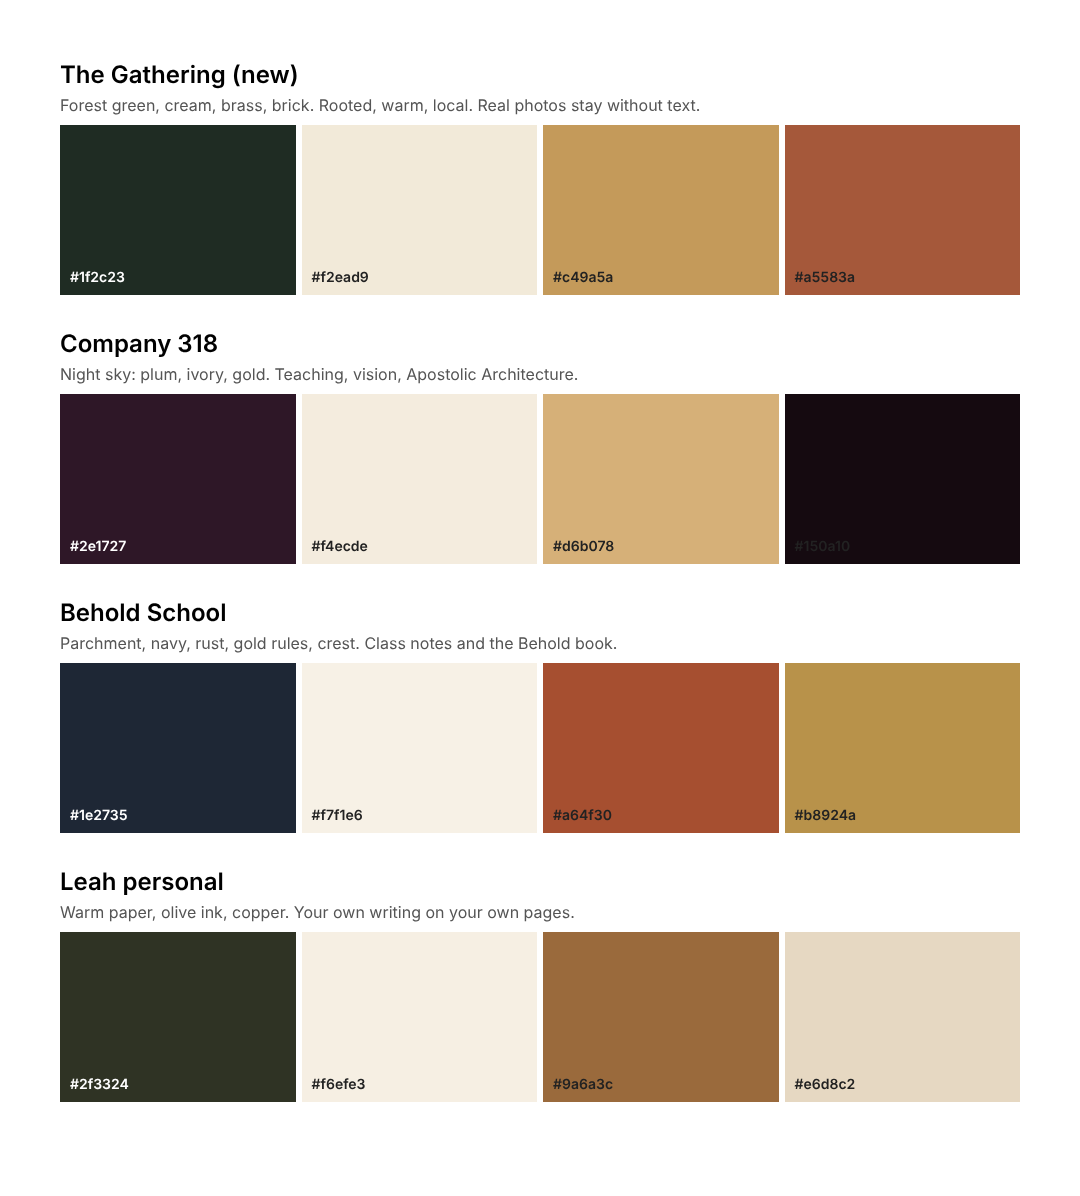 The Gathering (new)
Forest green, cream, brass, brick. Rooted, warm, local. Real photos stay without text.
#1f2c23 #f2ead9 #c49a5a #a5583a
Company 318
Night sky: plum, ivory, gold. Teaching, vision, Apostolic Architecture.
#2e1727 #f4ecde #d6b078 #150a10
Behold School
Parchment, navy, rust, gold rules, crest. Class notes and the Behold book.
#1e2735 #f7f1e6 #a64f30 #b8924a
Leah personal
Warm paper, olive ink, copper. Your own writing on your own pages.
#2f3324 #f6efe3 #9a6a3c #e6d8c2